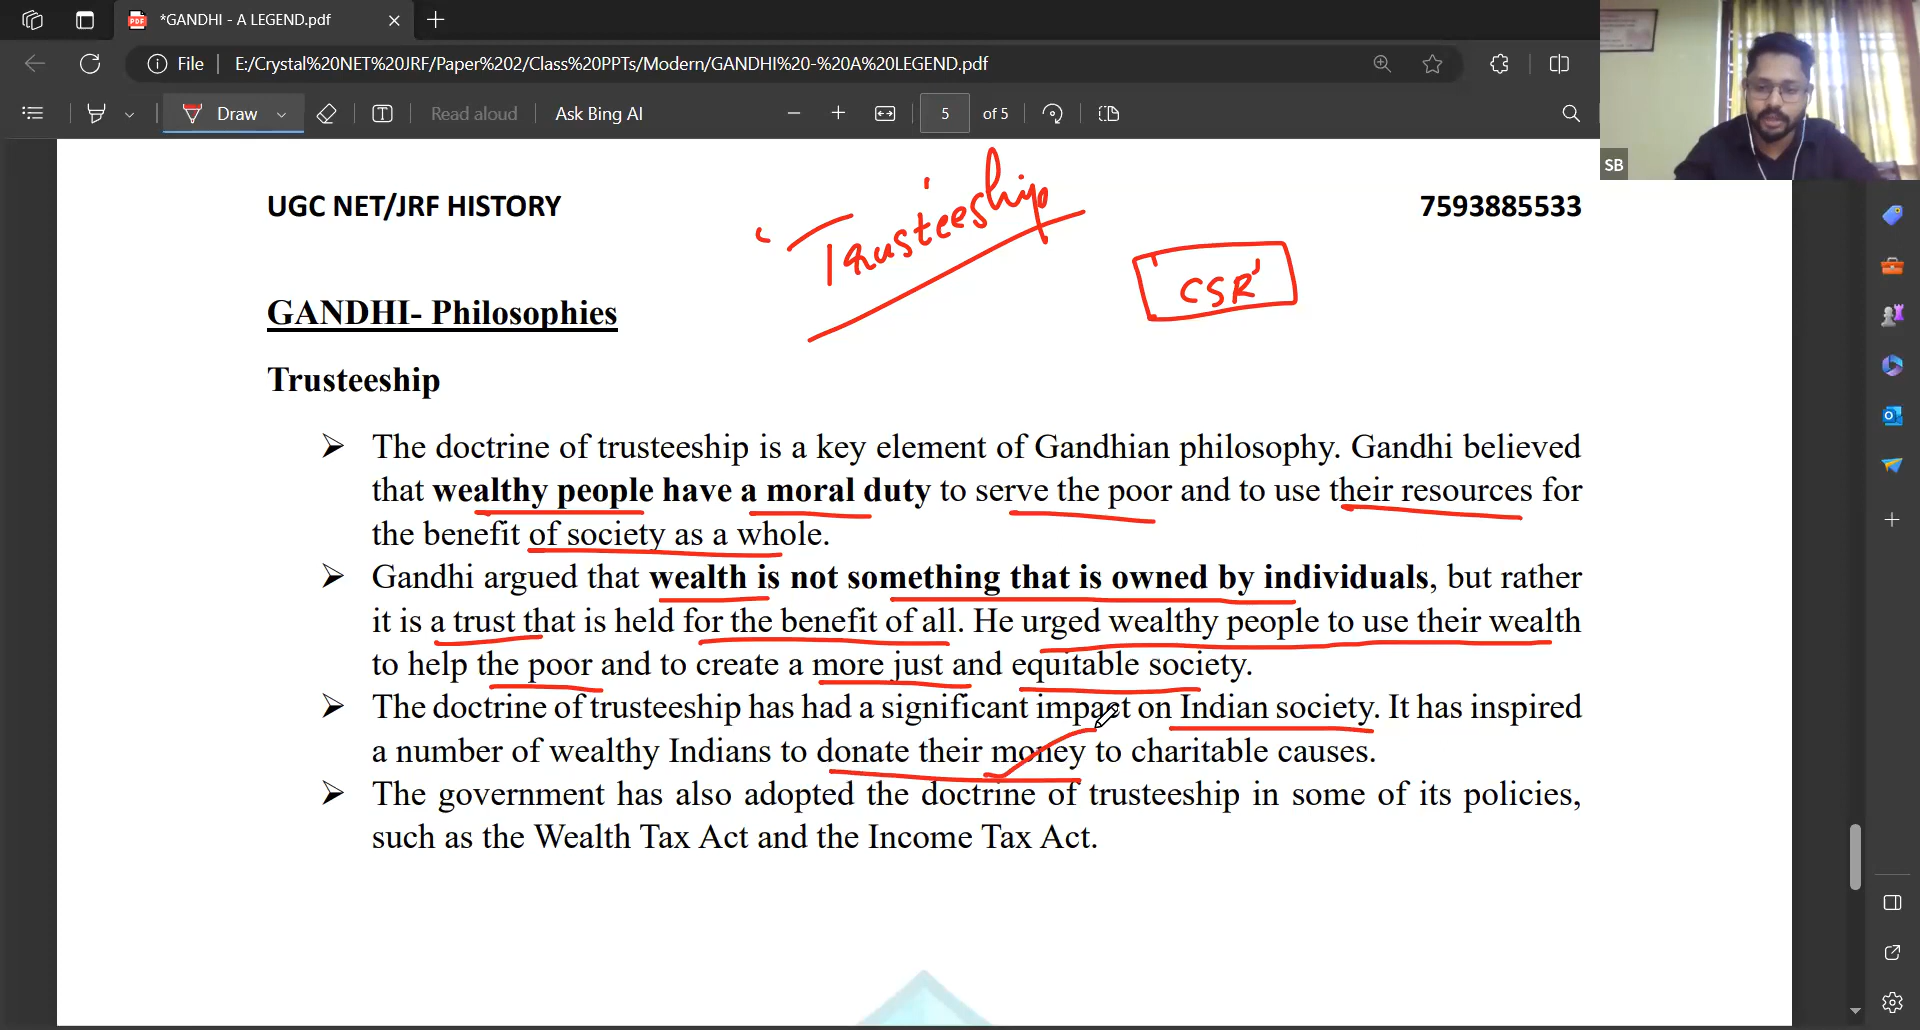 *GANDHI - A LEGEND.pdf
File
E:/Crystal%20NET%20JRF/Paper%202/Class%20PPTs/Modern/GANDHI%20-%20A%20LEGEND.pdf
Draw
Read aloud
Ask Bing AI
5
of 5
SB
UGC NET/JRF HISTORY
7593885533
'Trusteeship
CSR'
GANDHI- Philosophies
Trusteeship
➢ The doctrine of trusteeship is a key element of Gandhian philosophy. Gandhi believed
that wealthy people have a moral duty to serve the poor and to use their resources for
the benefit of society as a whole.
➢ Gandhi argued that wealth is not something that is owned by individuals, but rather
it is a trust that is held for the benefit of all. He urged wealthy people to use their wealth
to help the poor and to create a more just and equitable society.
➢ The doctrine of trusteeship has had a significant impact on Indian society. It has inspired
a number of wealthy Indians to donate their money to charitable causes.
➢ The government has also adopted the doctrine of trusteeship in some of its policies,
such as the Wealth Tax Act and the Income Tax Act.